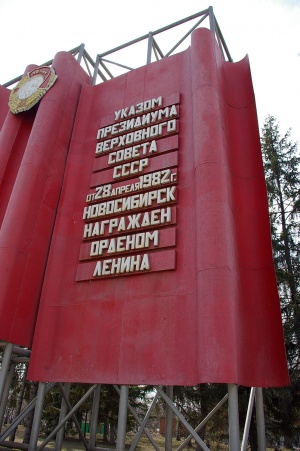 УКАЗОМ
ПРЕЗИДИУМА
ВЕРХОВНОГО
СОВЕТА
СССР
ОТ 28 АПРЕЛЯ 1982 Г.
НОВОСИБИРСК
НАГРАЖДЕН
ОРДЕНОМ
ЛЕНИНА